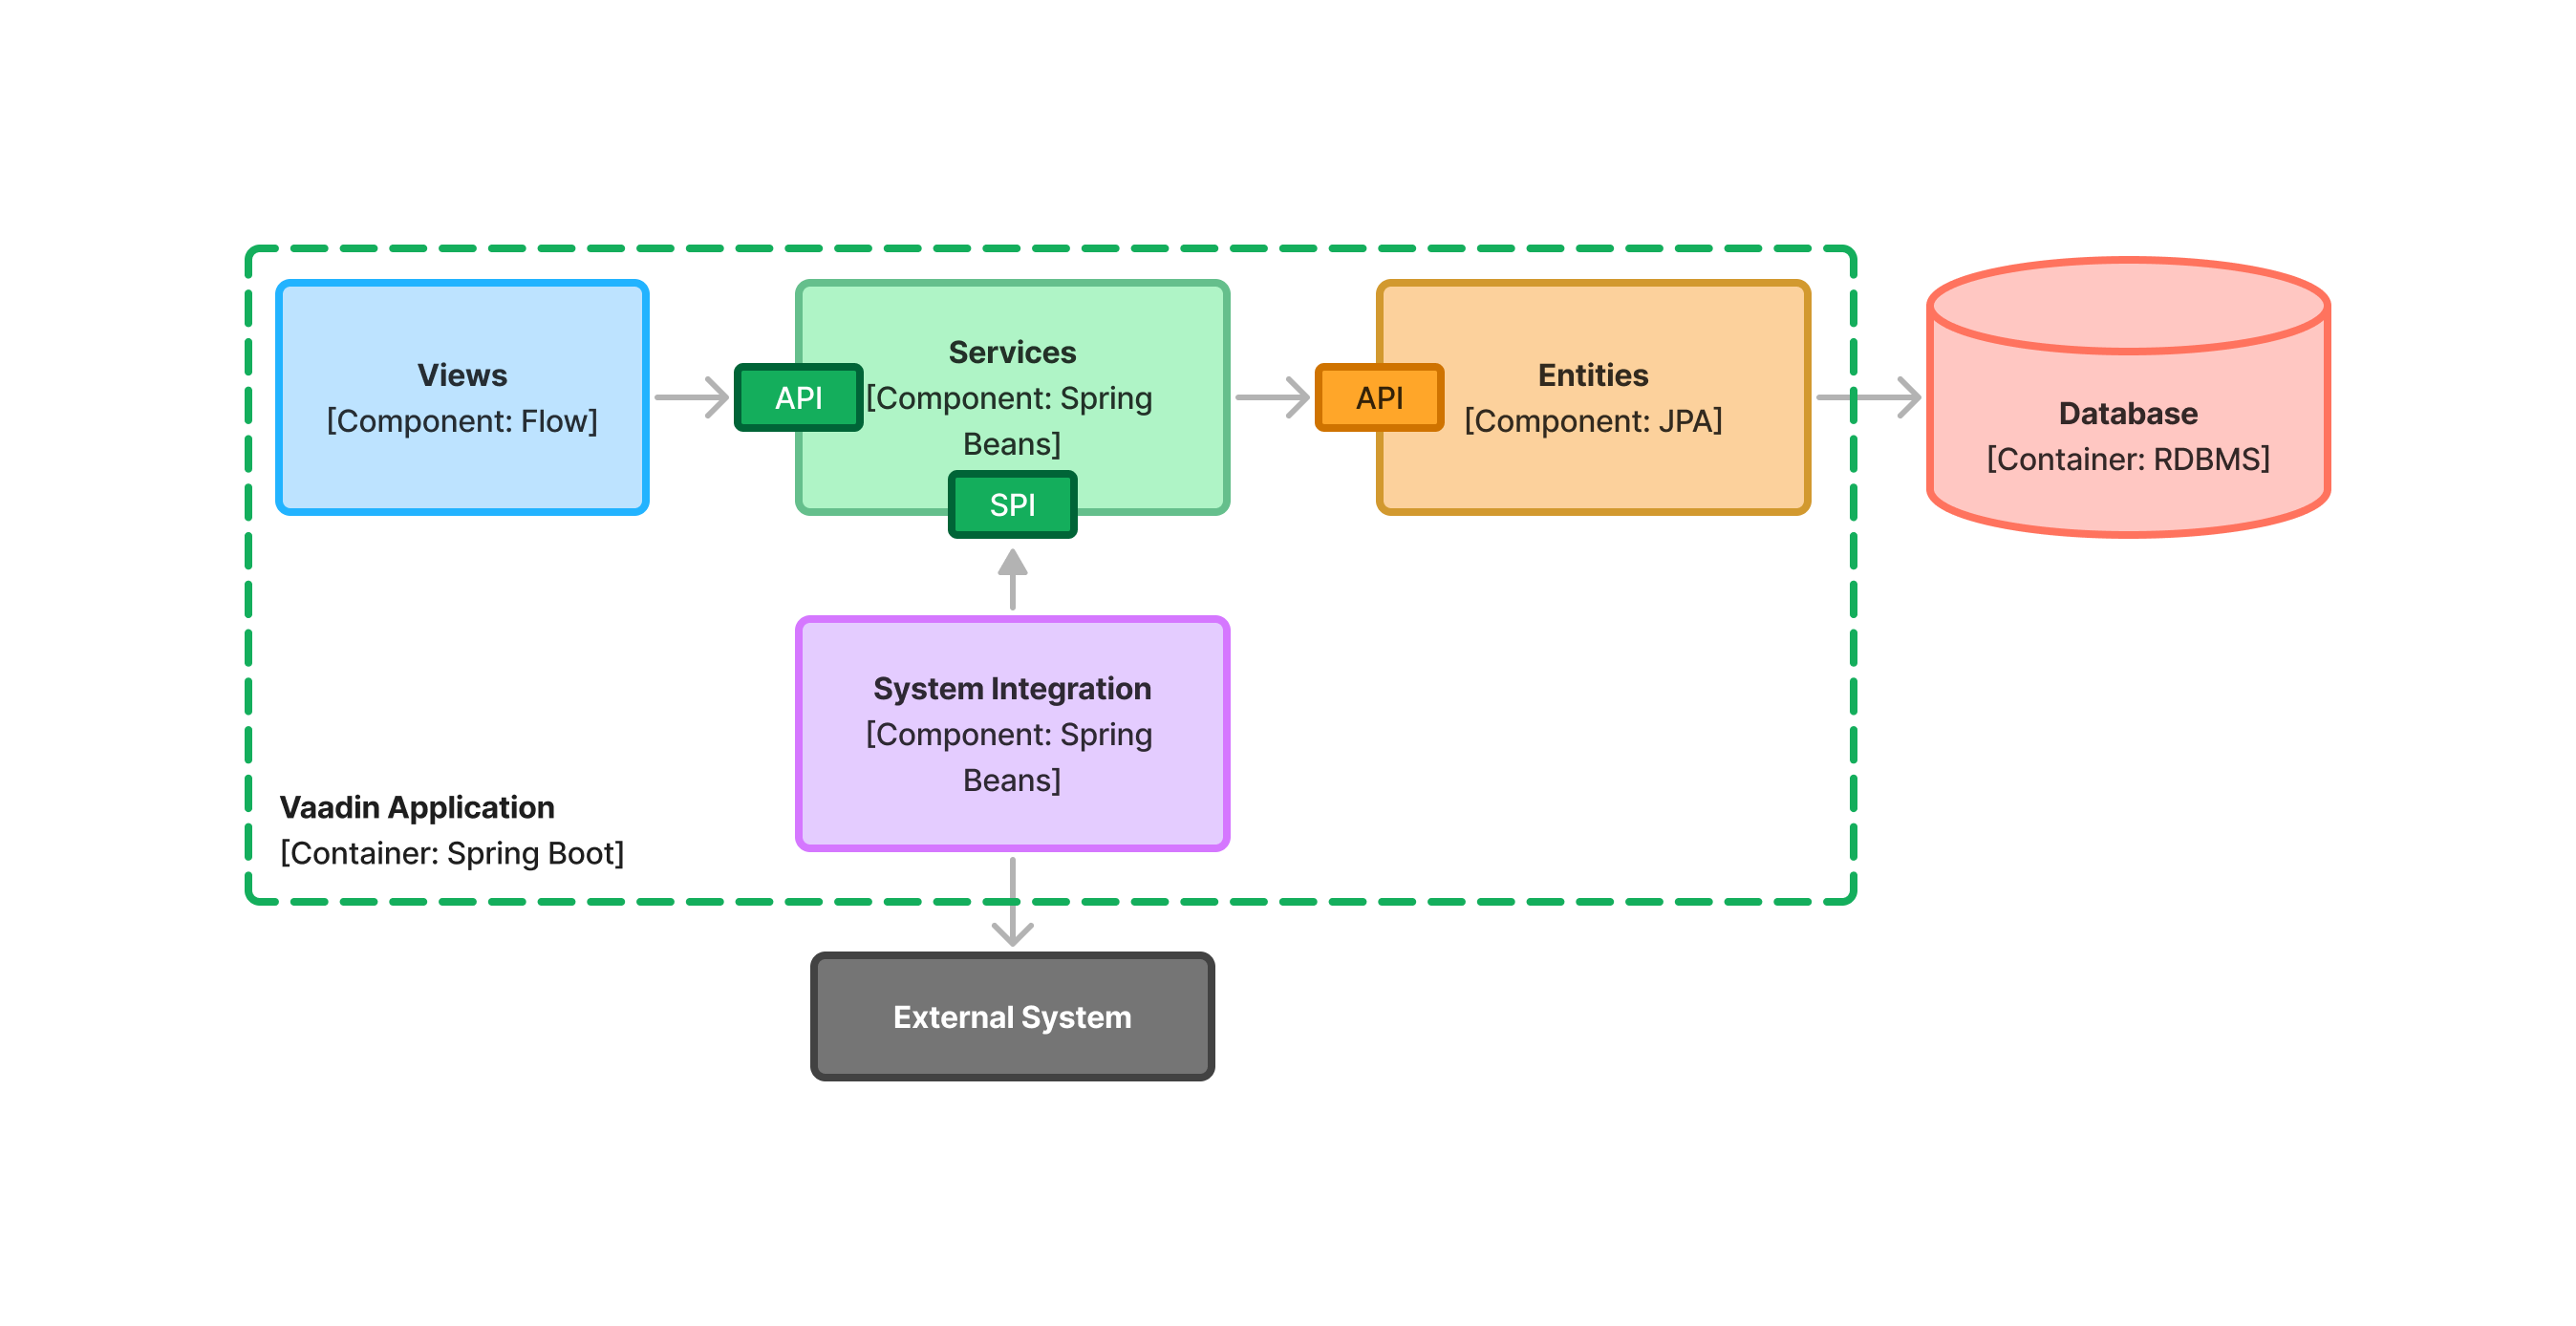 Views
[Component: Flow]
API
Services
[Component: Spring
Beans]
SPI
API
Entities
[Component: JPA]
Database
[Container: RDBMS]
System Integration
[Component: Spring
Beans]
Vaadin Application
[Container: Spring Boot]
External System